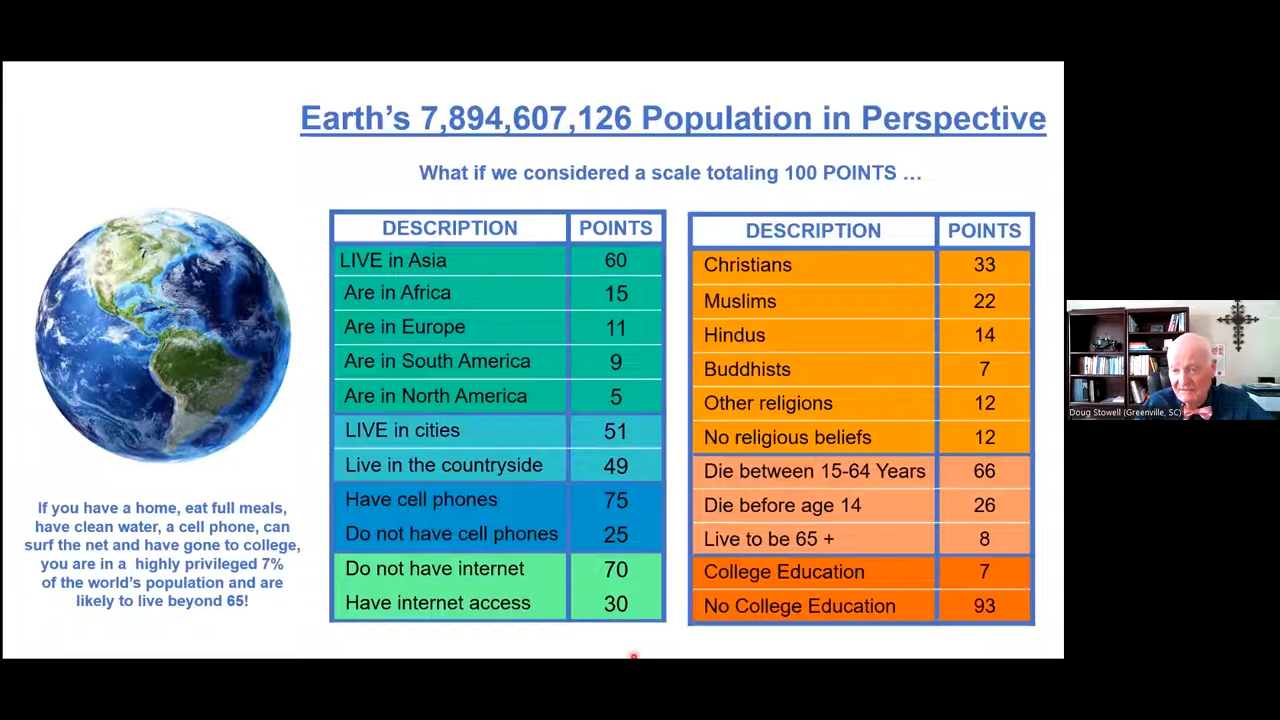 Earth's 7,894,607,126 Population in Perspective
What if we considered a scale totaling 100 POINTS …
DESCRIPTION POINTS
LIVE in Asia 60
Are in Africa 15
Are in Europe 11
Are in South America 9
Are in North America 5
LIVE in cities 51
Live in the countryside 49
Have cell phones 75
Do not have cell phones 25
Do not have internet 70
Have internet access 30
DESCRIPTION POINTS
Christians 33
Muslims 22
Hindus 14
Buddhists 7
Other religions 12
No religious beliefs 12
Die between 15-64 Years 66
Die before age 14 26
Live to be 65 + 8
College Education 7
No College Education 93
If you have a home, eat full meals,
have clean water, a cell phone, can
surf the net and have gone to college,
you are in a highly privileged 7%
of the world's population and are
likely to live beyond 65!
Doug Stowell (Greenville, SC)